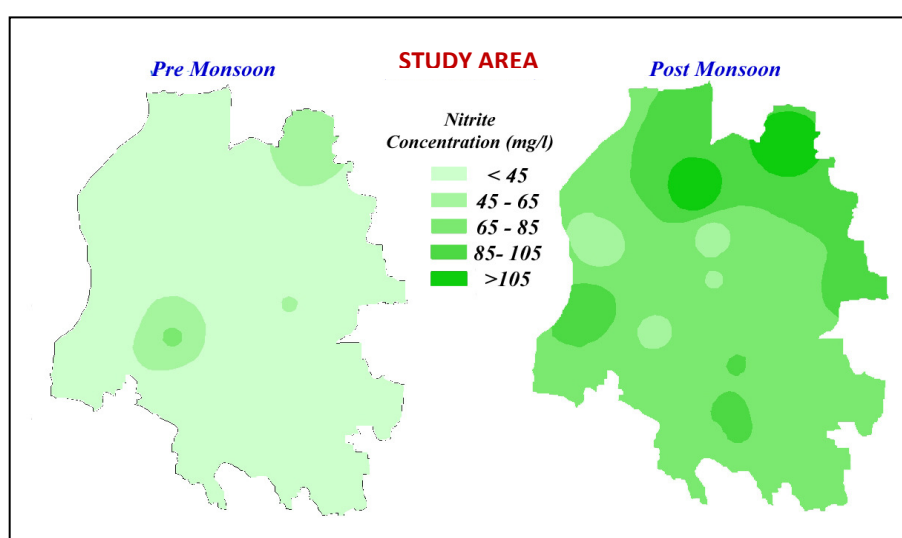 STUDY AREA
Pre Monsoon
Post Monsoon
Nitrite
Concentration (mg/l)
< 45
45 - 65
65 - 85
85- 105
>105